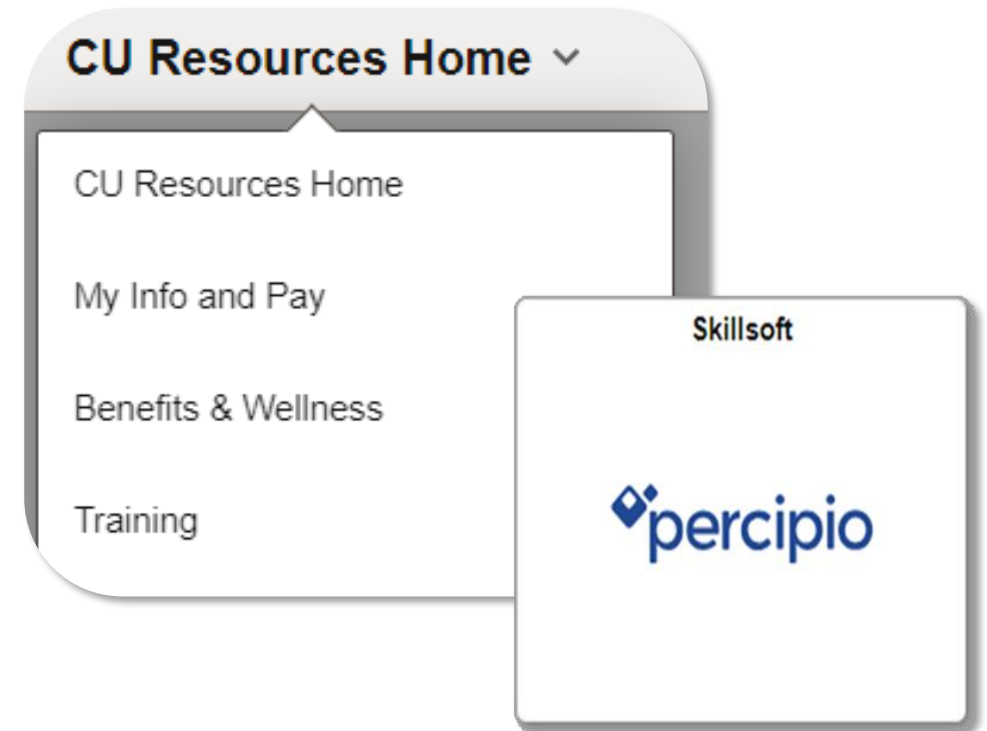 CU Resources Home
CU Resources Home
My Info and Pay
Benefits & Wellness
Training
Skillsoft
percipio